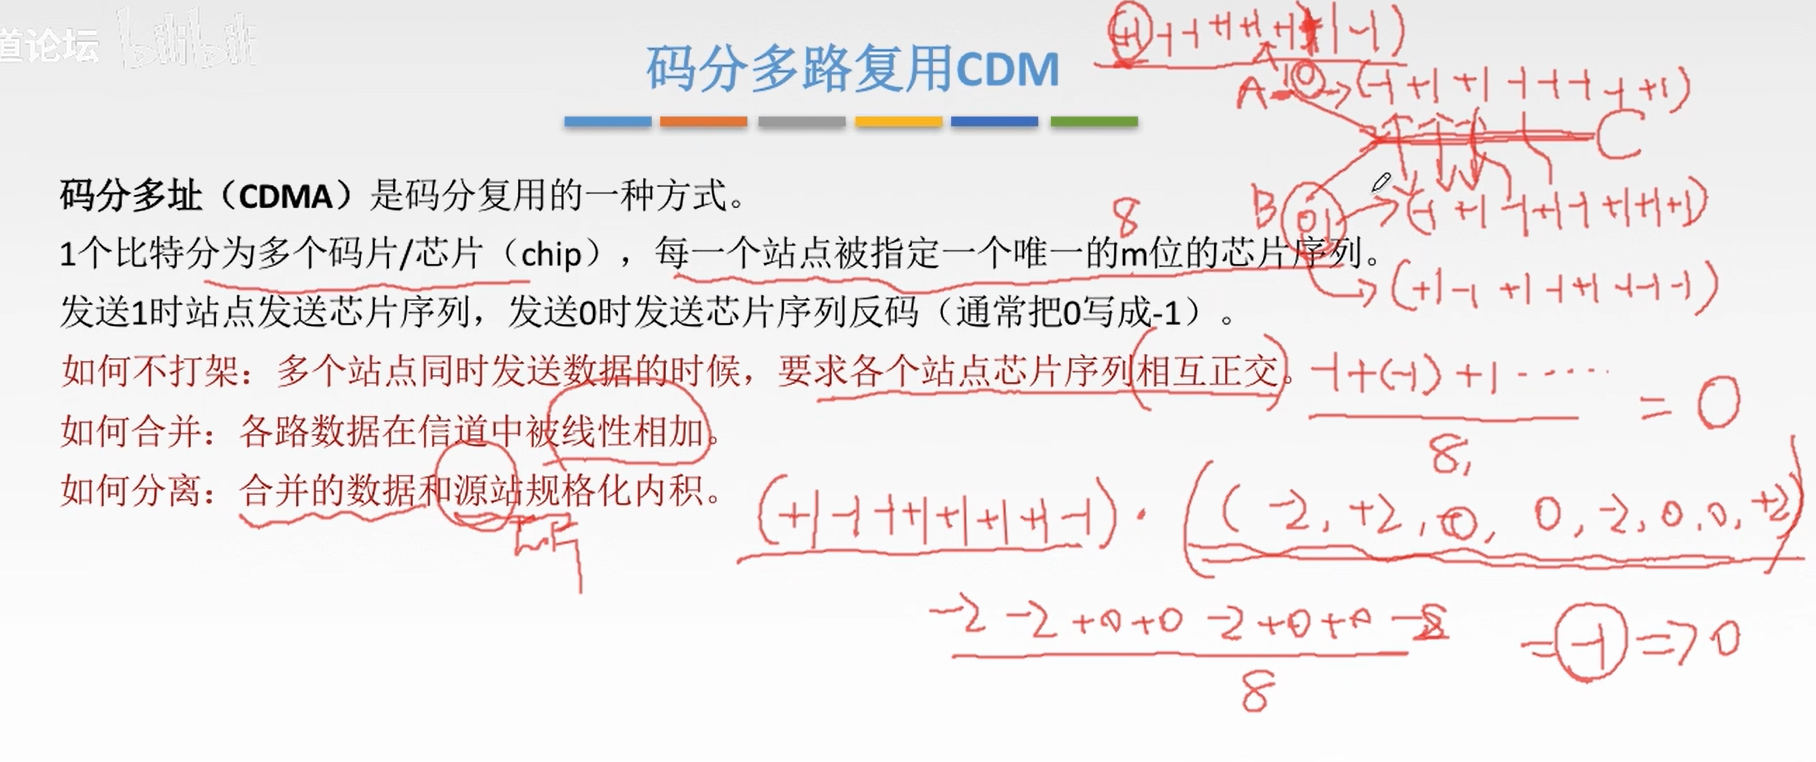 道论坛 bilibili
码分多路复用CDM
(+1 -1 -1 +1 +1 +1 +1 -1)
A 10 → (-1 +1 +1 -1 -1 -1 -1 +1)
C
码分多址（CDMA）是码分复用的一种方式。
8
B 01 → (-1 +1 -1 +1 -1 +1 +1 +1)
1个比特分为多个码片/芯片（chip），每一个站点被指定一个唯一的m位的芯片序列。
→ (+1 -1 +1 -1 +1 -1 -1 -1)
发送1时站点发送芯片序列，发送0时发送芯片序列反码（通常把0写成-1）。
如何不打架：多个站点同时发送数据的时候，要求各个站点芯片序列相互正交。
-1+(-1)+1······
8
= 0
如何合并：各路数据在信道中被线性相加。
如何分离：合并的数据和源站规格化内积。
(+1 -1 -1 +1 +1 +1 +1 -1) · ((-2, +2, 0, 0, -2, 0, 0, +2)
-2 -2 +0 +0 -2 +0 +0 -2
8
= -1 => 0